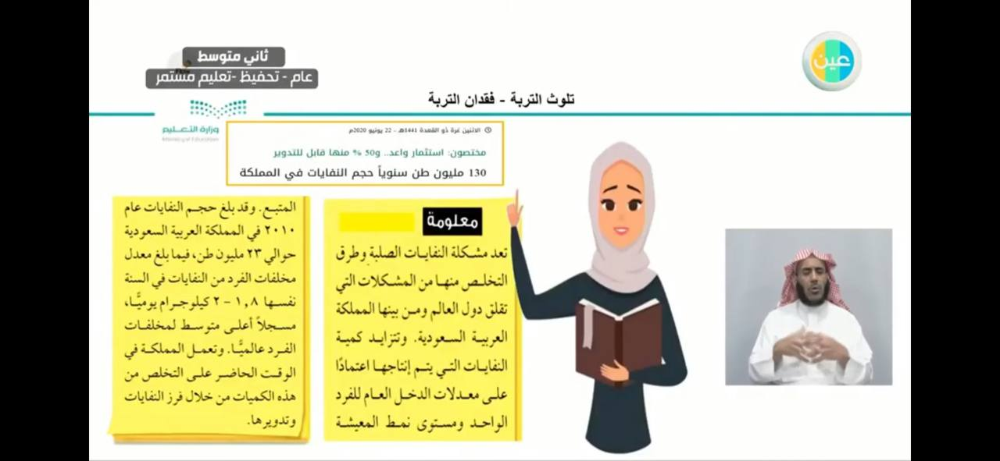 ثاني متوسط
عام - تحفيظ -تعليم مستمر
عين
تلوث التربة - فقدان التربة
وزارة التعـــليم
Ministry of Education
الاثنين غرة ذو القعدة 1441هـ - 22 يونيو 2020م
مختصون: استثمار واعد.. و50 % منها قابل للتدوير
130 مليون طن سنوياً حجم النفايات في المملكة
معلومة
تعد مشكلة النفايات الصلبة وطرق
التخلص منها من المشكلات التي
تقلق دول العالم ومن بينها المملكة
العربية السعودية. وتتزايد كمية
النفايات التي يتم إنتاجها اعتمادًا
على معدلات الدخل العام للفرد
الواحد ومستوى نمط المعيشة
المتبع. وقد بلغ حجم النفايات عام
٢٠١٠ في المملكة العربية السعودية
حوالي ٢٣ مليون طن، فيما بلغ معدل
مخلفات الفرد من النفايات في السنة
نفسها ١,٨ - ٢ كيلوجرام يوميًّا،
مسجلاً أعلى متوسط لمخلفات
الفرد عالميًّا. وتعمل المملكة في
الوقت الحاضر على التخلص من
هذه الكميات من خلال فرز النفايات
وتدويرها.